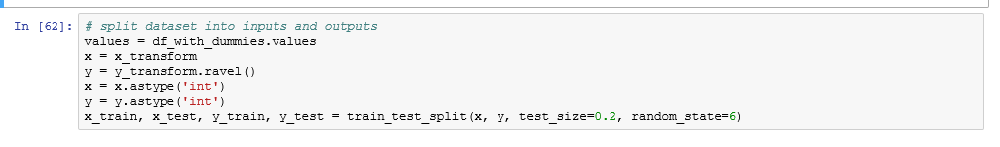 In [62]: # split dataset into inputs and outputs
values = df_with_dummies.values
x = x_transform
y = y_transform.ravel()
x = x.astype('int')
y = y.astype('int')
x_train, x_test, y_train, y_test = train_test_split(x, y, test_size=0.2, random_state=6)